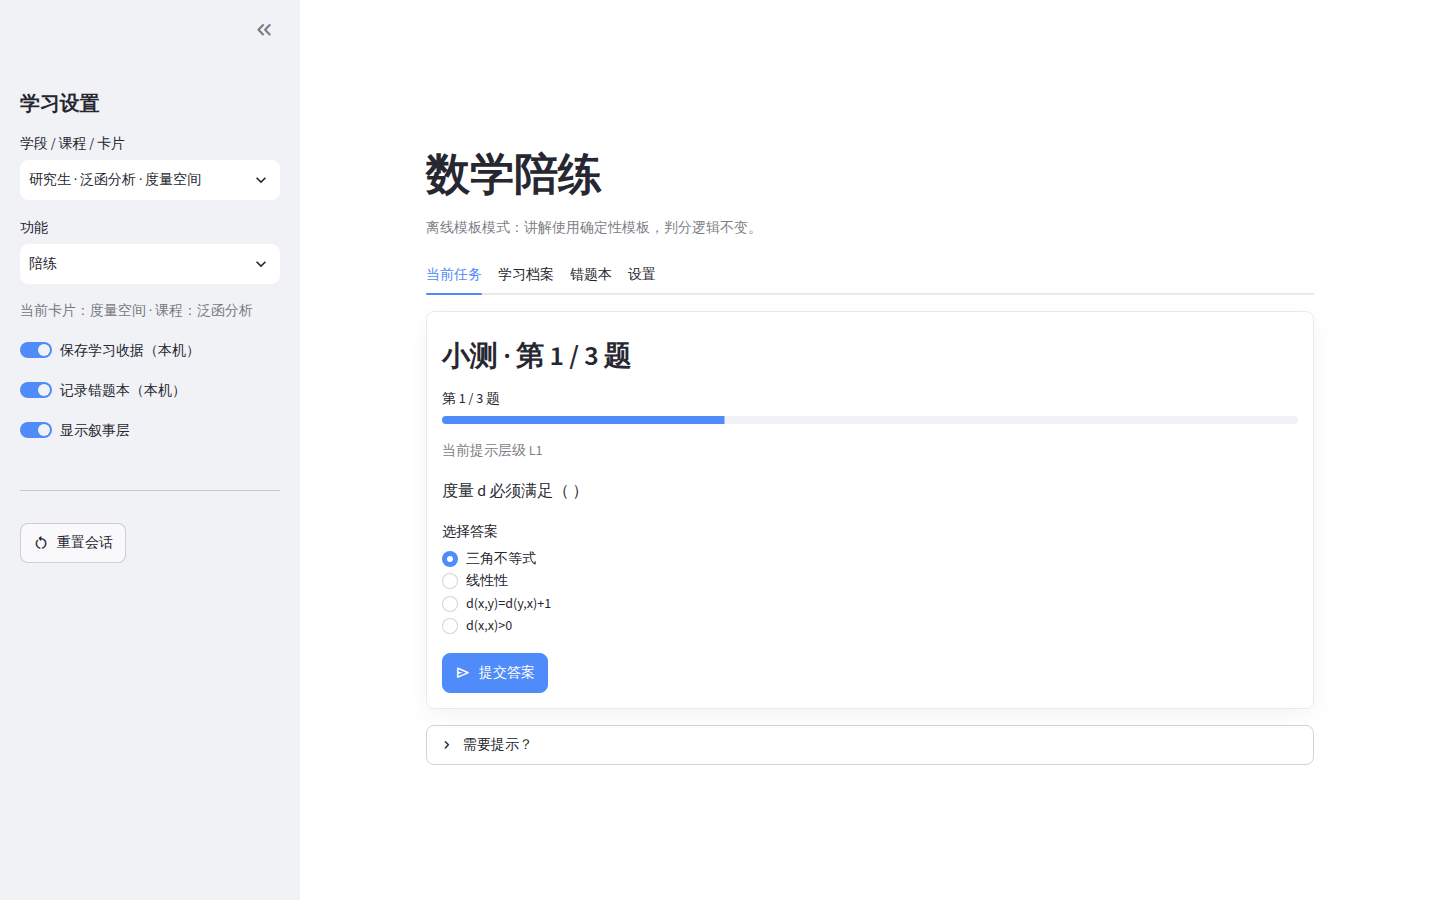 学习设置
学段 / 课程 / 卡片
研究生 · 泛函分析 · 度量空间
功能
陪练
当前卡片：度量空间 · 课程：泛函分析
保存学习收据（本机）
记录错题本（本机）
显示叙事层
重置会话
数学陪练
离线模板模式：讲解使用确定性模板，判分逻辑不变。
当前任务 学习档案 错题本 设置
小测 · 第 1 / 3 题
第 1 / 3 题
当前提示层级 L1
度量 d 必须满足（ ）
选择答案
三角不等式
线性性
d(x,y)=d(y,x)+1
d(x,x)>0
提交答案
需要提示？